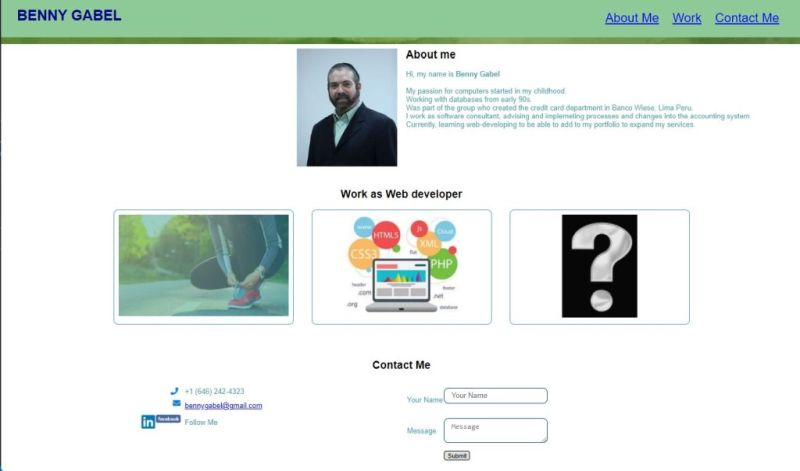 BENNY GABEL
About Me Work Contact Me
About me
Hi, my name is Benny Gabel
My passion for computers started in my childhood.
Working with databases from early 90s.
Was part of the group who created the credit card department in Banco Wiese, Lima Peru.
I work as software consultant, advising and implemeting processes and changes into the accounting system
Currently, learning web-developing to be able to add to my portfolio to expand my services.
Work as Web developer
www
HTML5
Js
Cloud
CSS3
XML
PHP
header
.com
.org
footer
.net
database
?
Contact Me
+1 (646) 242-4323
bennygabel@gmail.com
in facebook Follow Me
Your Name Your Name
Message Message
Submit